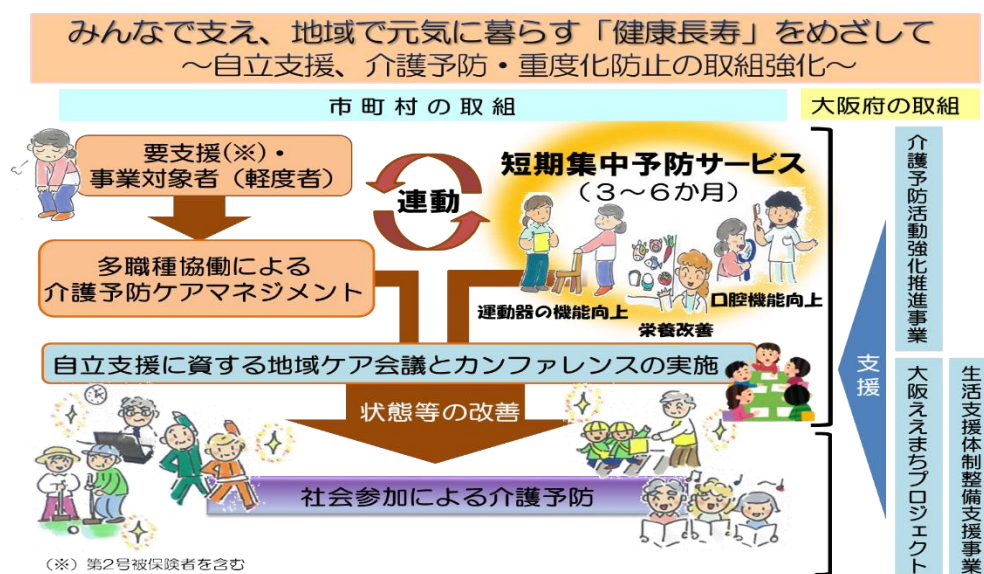 みんなで支え、地域で元気に暮らす「健康長寿」をめざして
～自立支援、介護予防・重度化防止の取組強化～
市町村の取組
大阪府の取組
要支援(※)・
事業対象者（軽度者）
連動
短期集中予防サービス
（３～６か月）
多職種協働による
介護予防ケアマネジメント
運動器の機能向上
栄養改善
口腔機能向上
自立支援に資する地域ケア会議とカンファレンスの実施
状態等の改善
社会参加による介護予防
(※) 第2号被保険者を含む
支援
介護予防活動強化推進事業
大阪ええまちプロジェクト
生活支援体制整備支援事業